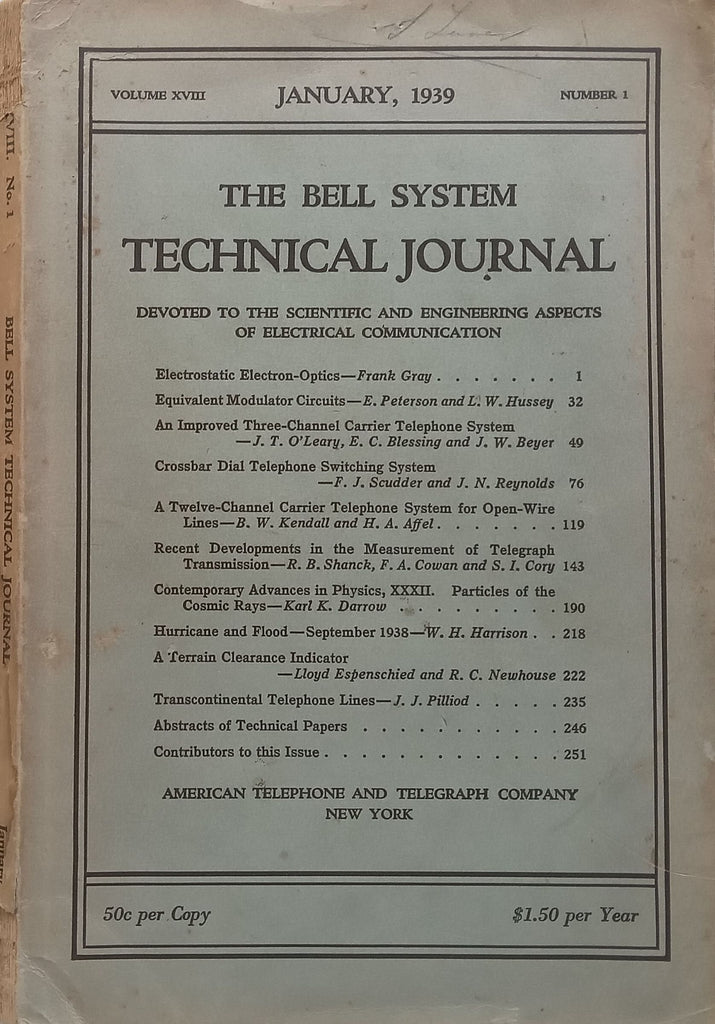 VOLUME XVIII JANUARY, 1939 NUMBER 1
THE BELL SYSTEM
TECHNICAL JOURNAL
DEVOTED TO THE SCIENTIFIC AND ENGINEERING ASPECTS
OF ELECTRICAL COMMUNICATION
Electrostatic Electron-Optics—Frank Gray . . . . . . . 1
Equivalent Modulator Circuits—E. Peterson and L. W. Hussey 32
An Improved Three-Channel Carrier Telephone System
—J. T. O'Leary, E. C. Blessing and J. W. Beyer 49
Crossbar Dial Telephone Switching System
—F. J. Scudder and J. N. Reynolds 76
A Twelve-Channel Carrier Telephone System for Open-Wire
Lines—B. W. Kendall and H. A. Affel . . . . . . . 119
Recent Developments in the Measurement of Telegraph
Transmission—R. B. Shanck, F. A. Cowan and S. I. Cory 143
Contemporary Advances in Physics, XXXII. Particles of the
Cosmic Rays—Karl K. Darrow . . . . . . . . . 190
Hurricane and Flood—September 1938—W. H. Harrison . . 218
A Terrain Clearance Indicator
—Lloyd Espenschied and R. C. Newhouse 222
Transcontinental Telephone Lines—J. J. Pilliod . . . . . 235
Abstracts of Technical Papers . . . . . . . . . . . 246
Contributors to this Issue . . . . . . . . . . . . . 251
AMERICAN TELEPHONE AND TELEGRAPH COMPANY
NEW YORK
50c per Copy $1.50 per Year
VIII. No. 1 BELL SYSTEM TECHNICAL JOURNAL